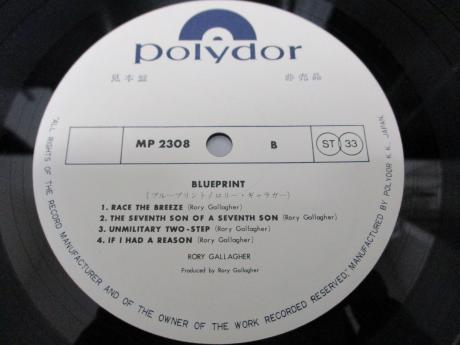 polydor
見本盤 非売品
MP 2308 B ST 33
BLUEPRINT
(ブループリント/ロリー・ギャラガー)
1. RACE THE BREEZE (Rory Gallagher)
2. THE SEVENTH SON OF A SEVENTH SON (Rory Gallagher)
3. UNMILITARY TWO-STEP (Rory Gallagher)
4. IF I HAD A REASON (Rory Gallagher)
RORY GALLAGHER
Produced by Rory Gallagher
"ALL RIGHTS OF THE RECORD MANUFACTURER AND OF THE OWNER OF THE WORK RECORDED RESERVED." MANUFACTURED BY POLYDOR K.K. JAPAN